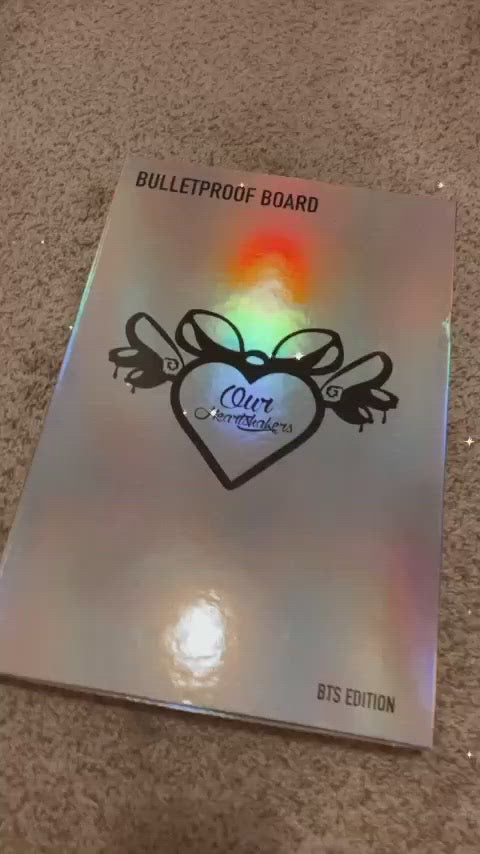 BULLETPROOF BOARD
Our
Heartshakers
BTS EDITION